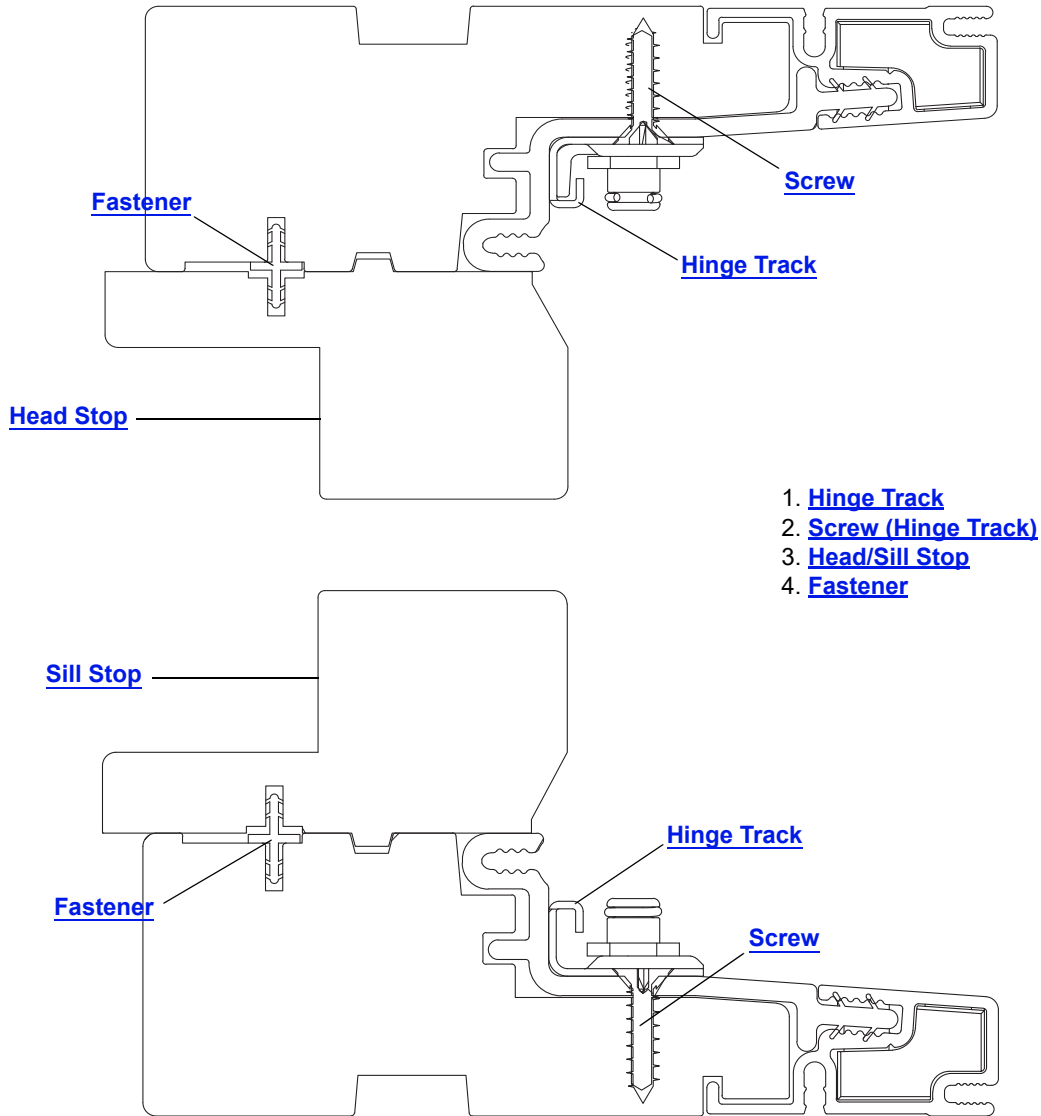 Screw
Fastener
Hinge Track
Head Stop
1. Hinge Track
2. Screw (Hinge Track)
3. Head/Sill Stop
4. Fastener
Sill Stop
Hinge Track
Fastener
Screw